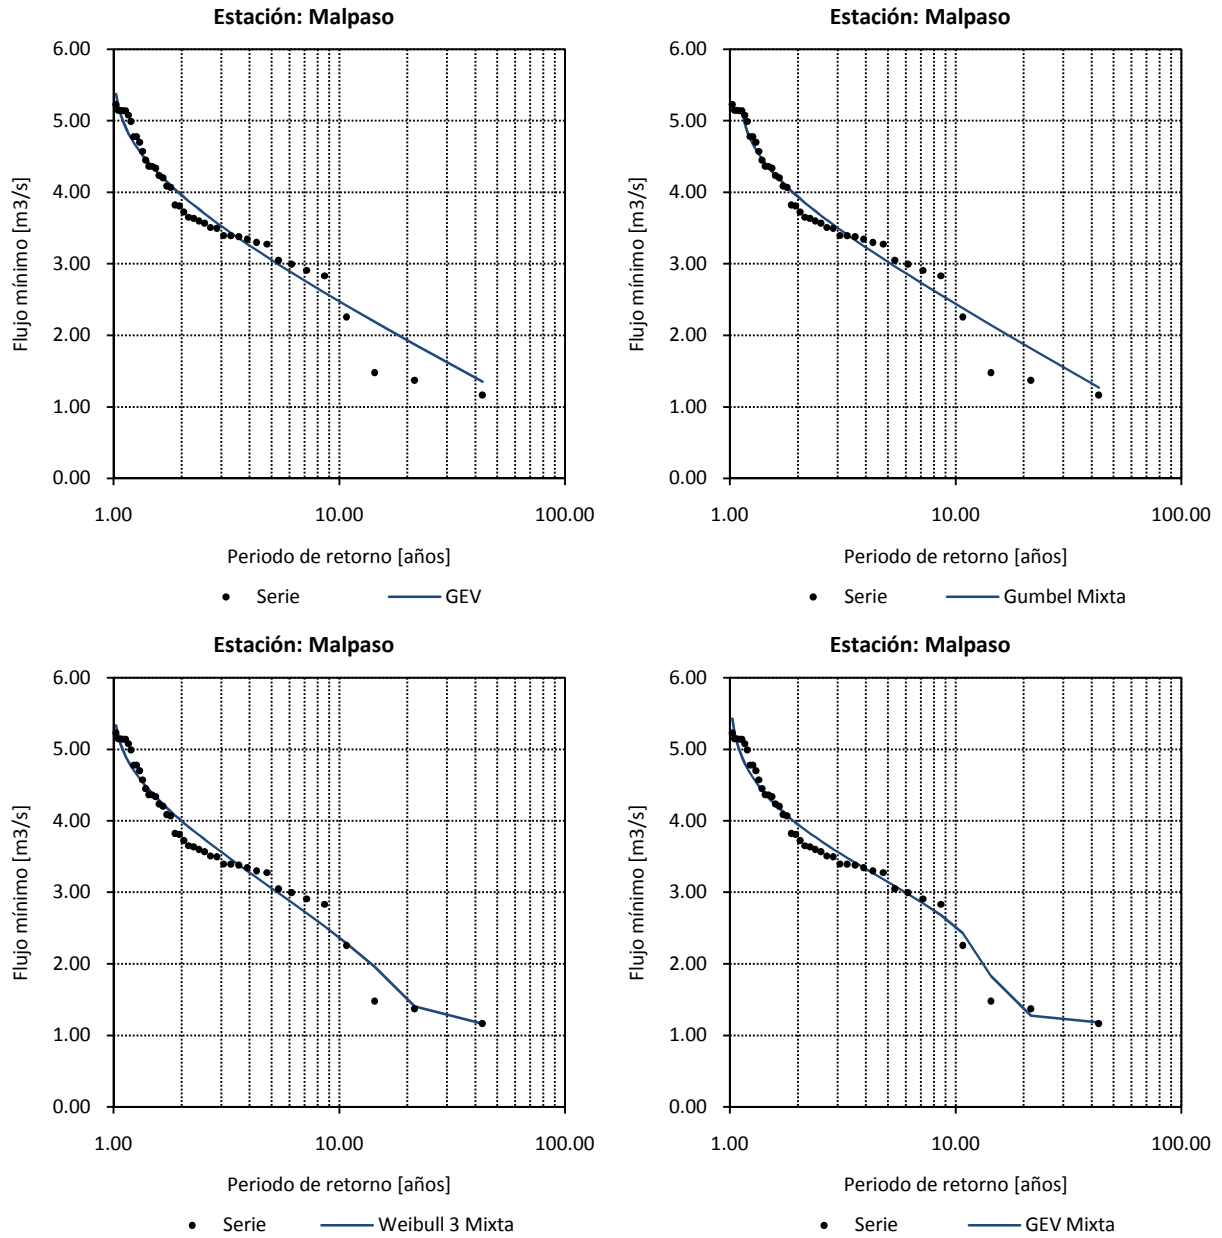 Estación: Malpaso
6.00
5.00
4.00
3.00
2.00
1.00
0.00
Flujo mínimo [m3/s]
1.00 10.00 100.00
Periodo de retorno [años]
Serie GEV
Estación: Malpaso
6.00
5.00
4.00
3.00
2.00
1.00
0.00
Flujo mínimo [m3/s]
1.00 10.00 100.00
Periodo de retorno [años]
Serie Gumbel Mixta
Estación: Malpaso
6.00
5.00
4.00
3.00
2.00
1.00
0.00
Flujo mínimo [m3/s]
1.00 10.00 100.00
Periodo de retorno [años]
Serie Weibull 3 Mixta
Estación: Malpaso
6.00
5.00
4.00
3.00
2.00
1.00
0.00
Flujo mínimo [m3/s]
1.00 10.00 100.00
Periodo de retorno [años]
Serie GEV Mixta